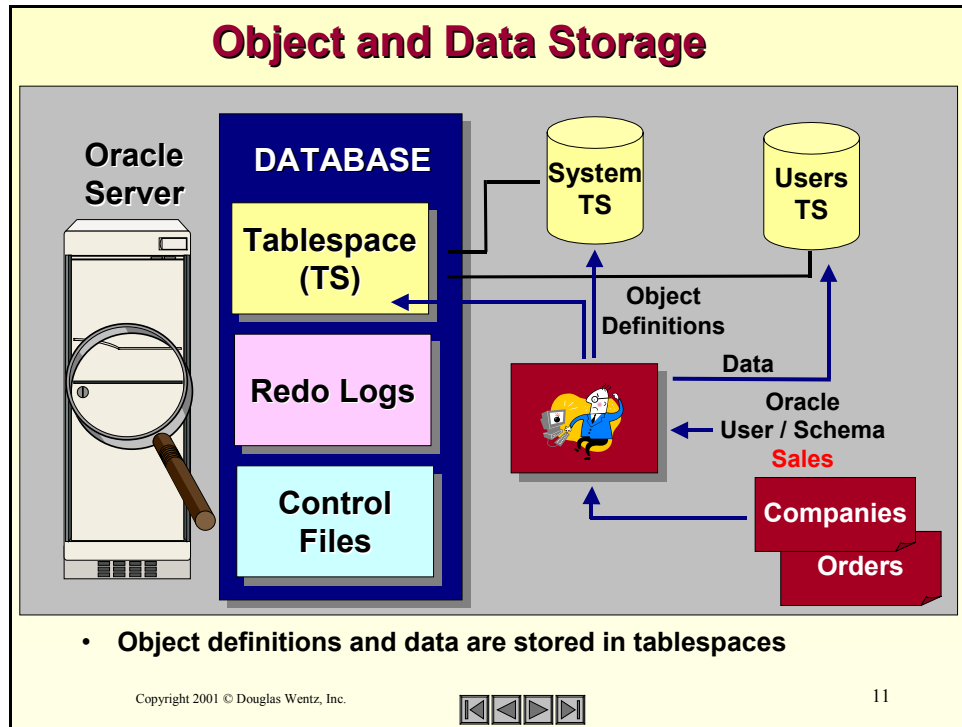 Object and Data Storage
Oracle
Server
DATABASE
Tablespace
(TS)
Redo Logs
Control
Files
System
TS
Users
TS
Object
Definitions
Data
Oracle
User / Schema
Sales
Companies
Orders
• Object definitions and data are stored in tablespaces
Copyright 2001 © Douglas Wentz, Inc.
11